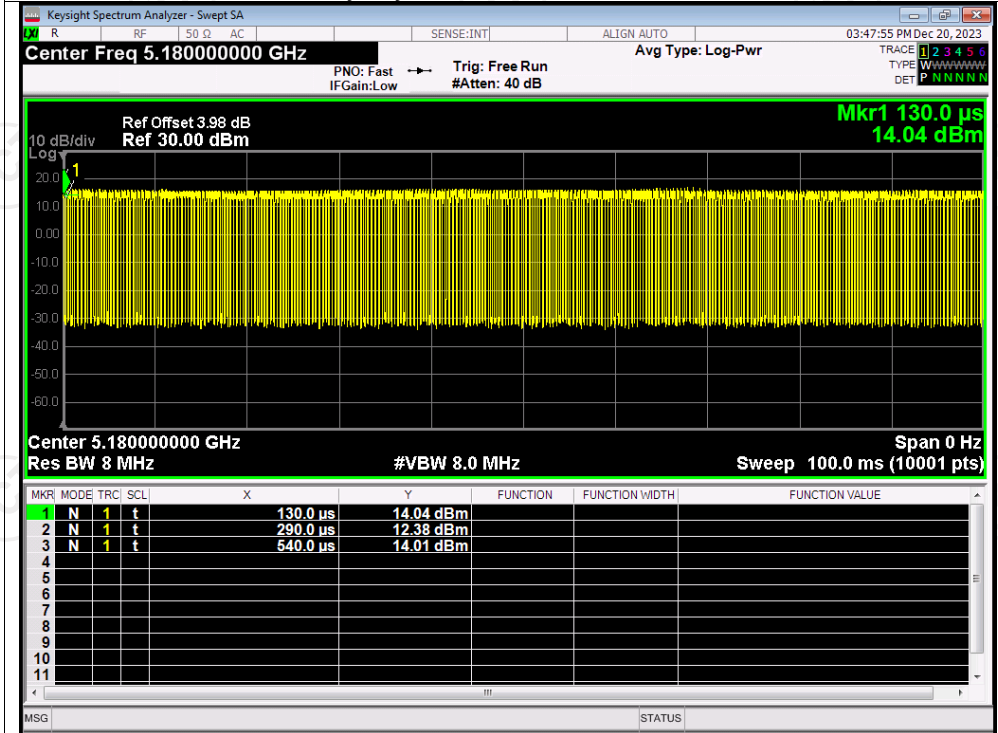 Keysight Spectrum Analyzer - Swept SA
LXI R RF 50 Ω AC SENSE:INT ALIGN AUTO 03:47:55 PM Dec 20, 2023
Center Freq 5.180000000 GHz Avg Type: Log-Pwr TRACE 1 2 3 4 5 6
PNO: Fast Trig: Free Run TYPE WWWWWW
IFGain:Low #Atten: 40 dB DET P N N N N N
Mkr1 130.0 µs
14.04 dBm
Ref Offset 3.98 dB
10 dB/div Ref 30.00 dBm
Log
1
20.0
10.0
0.00
-10.0
-20.0
-30.0
-40.0
-50.0
-60.0
Center 5.180000000 GHz Span 0 Hz
Res BW 8 MHz #VBW 8.0 MHz Sweep 100.0 ms (10001 pts)
MKR MODE TRC SCL X Y FUNCTION FUNCTION WIDTH FUNCTION VALUE
1 N 1 t 130.0 µs 14.04 dBm
2 N 1 t 290.0 µs 12.38 dBm
3 N 1 t 540.0 µs 14.01 dBm
4
5
6
7
8
9
10
11
MSG STATUS